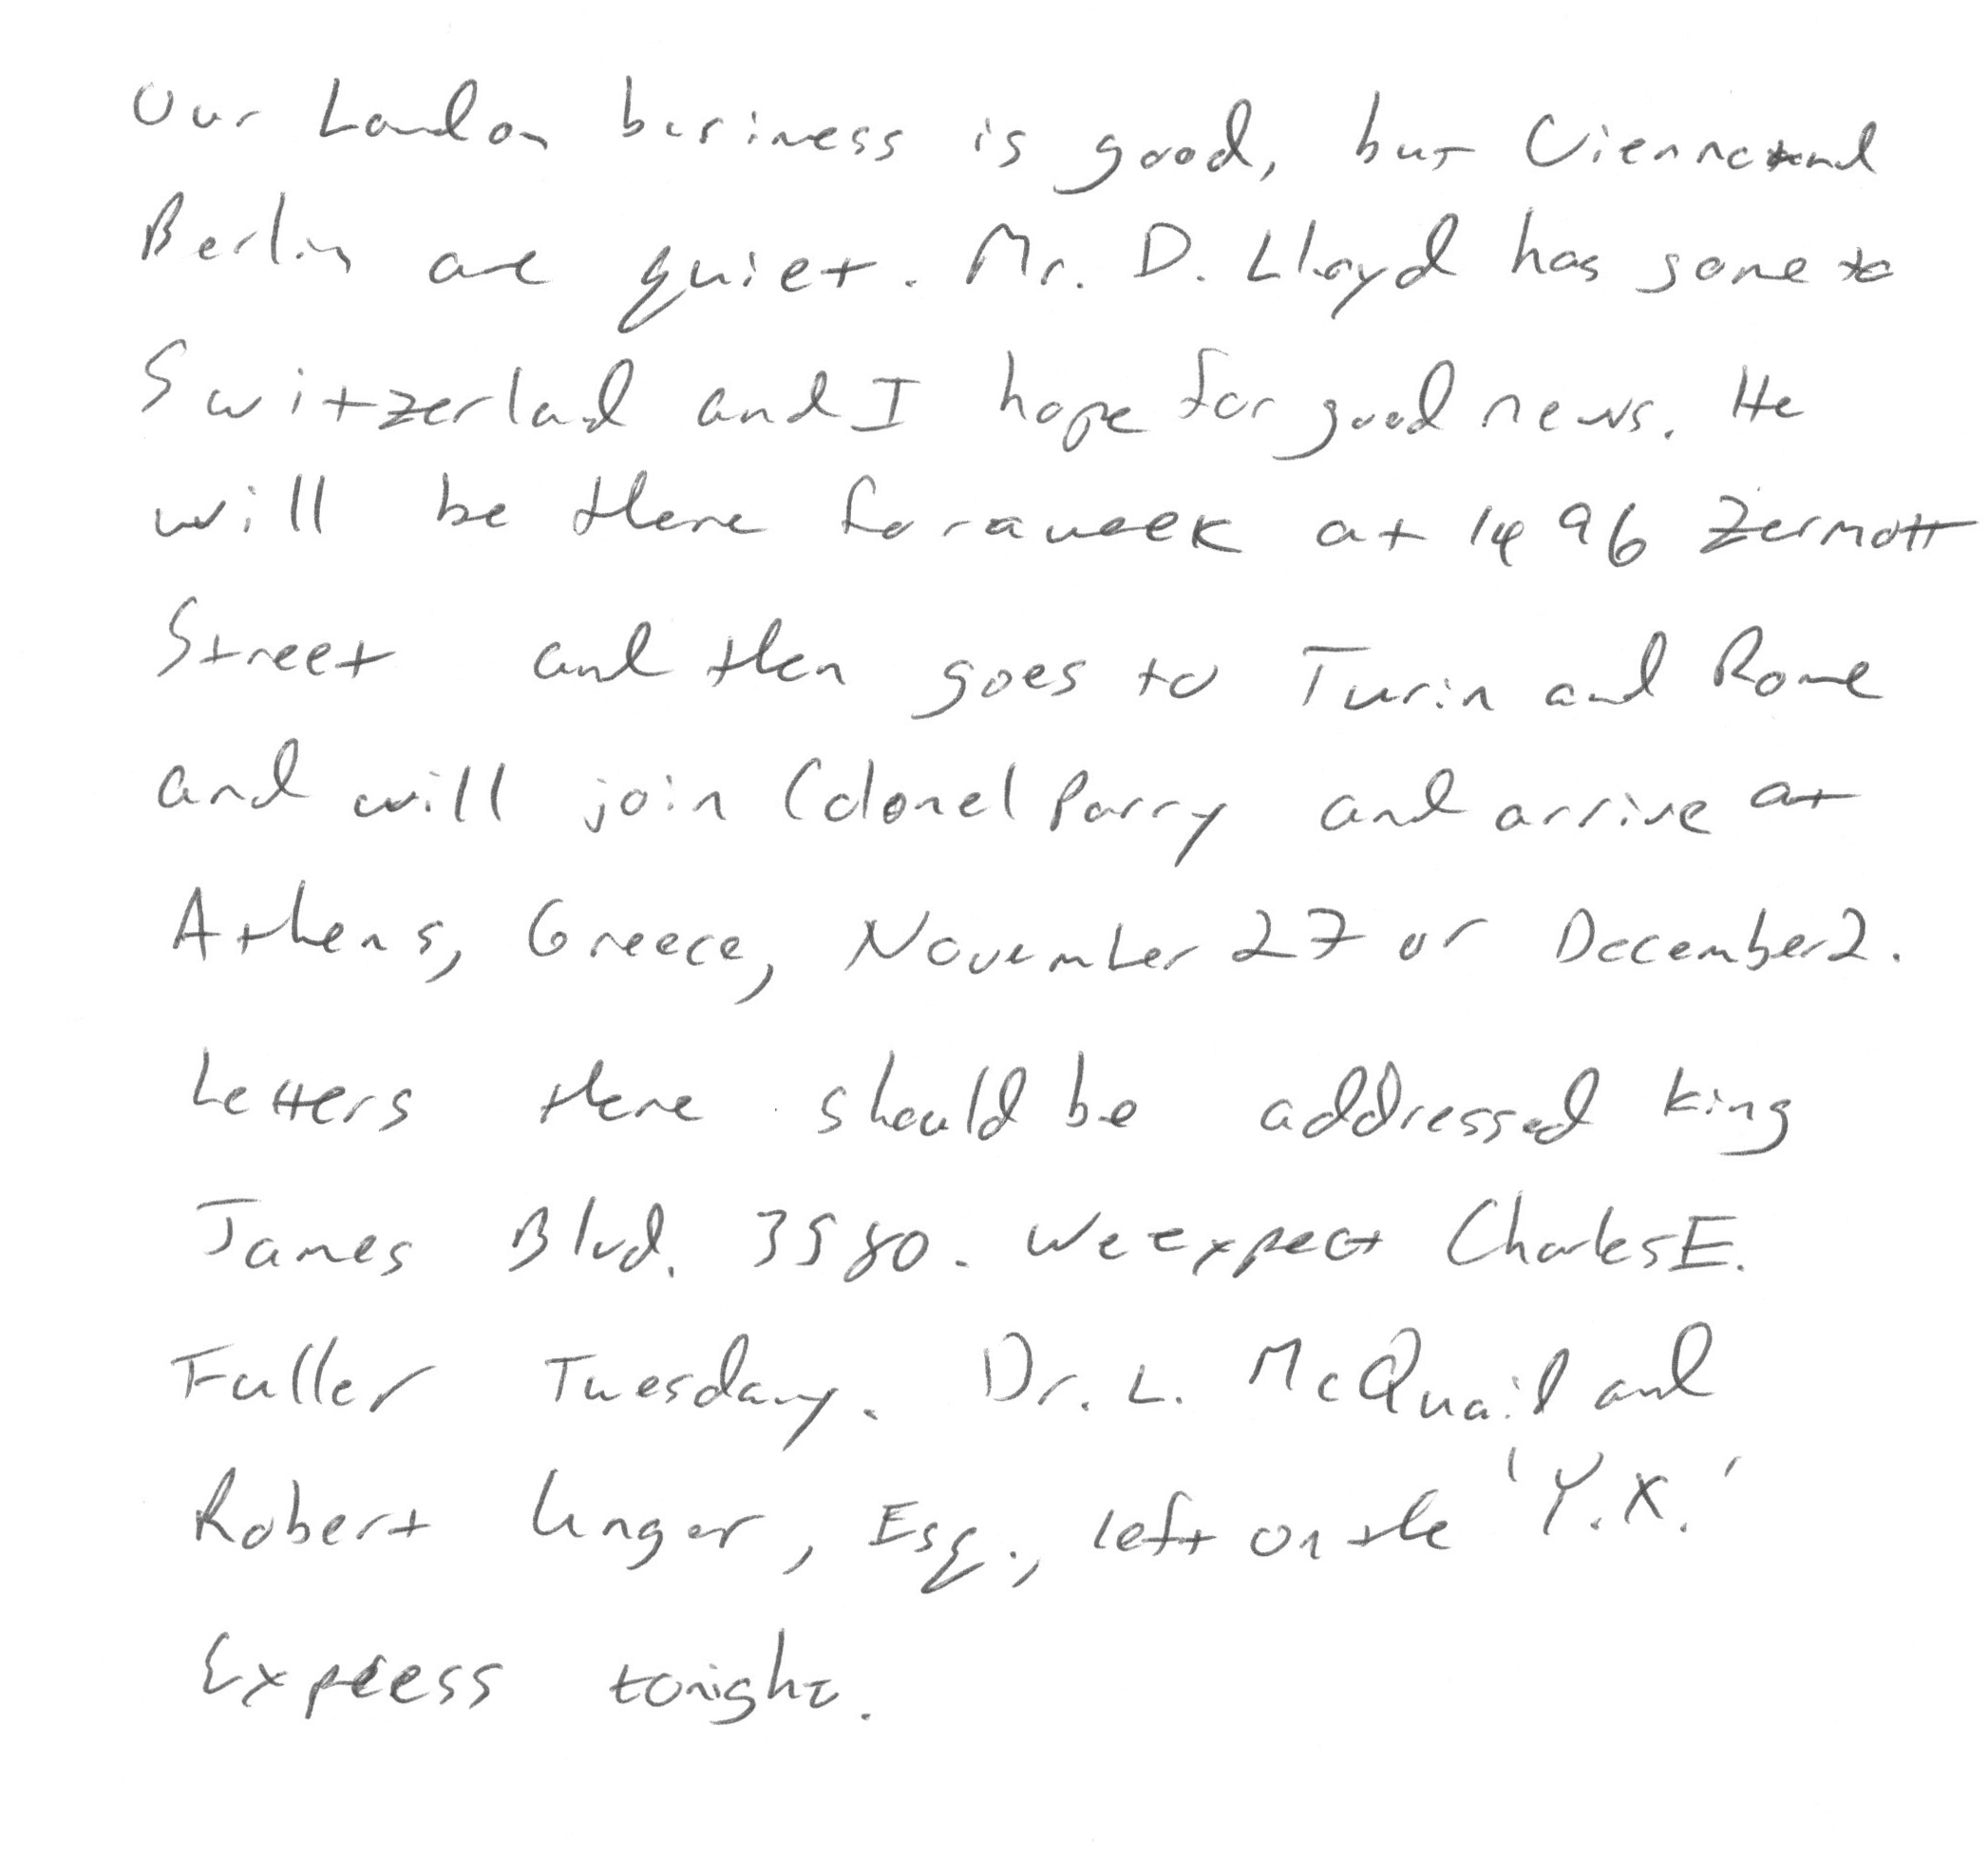 Our London business is good, but Vienna and
Berlin are quiet. Mr. D. Lloyd has gone to
Switzerland and I hope for good news. He
will be there for a week at 1496 Zermott
Street and then goes to Turin and Rome
and will join Colonel Parry and arrive at
Athens, Greece, November 27 or December 2.
Letters there should be addressed King
James Blvd. 3580. We expect Charles E.
Fuller Tuesday. Dr. L. McQuaid and
Robert Unger, Esq., left on the 'Y.X.'
Express tonight.